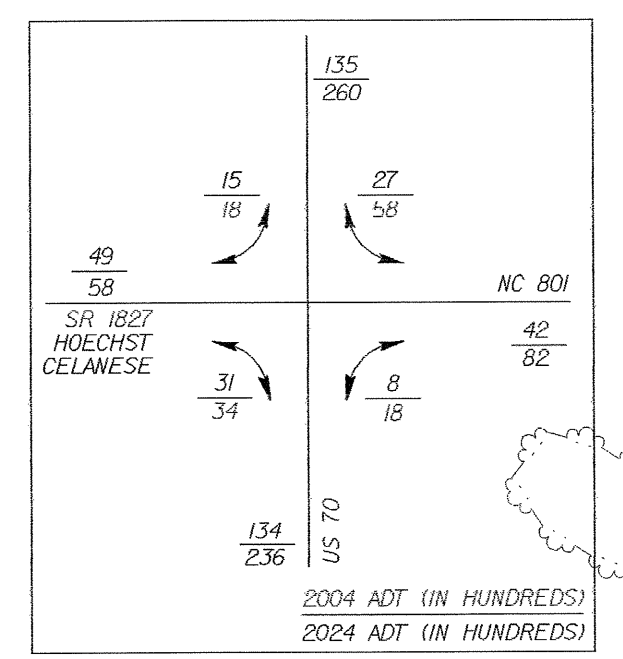 135
260
15
18
27
58
49
58
NC 801
SR 1827
HOECHST
CELANESE
42
82
31
34
8
18
134
236
US 70
2004 ADT (IN HUNDREDS)
2024 ADT (IN HUNDREDS)